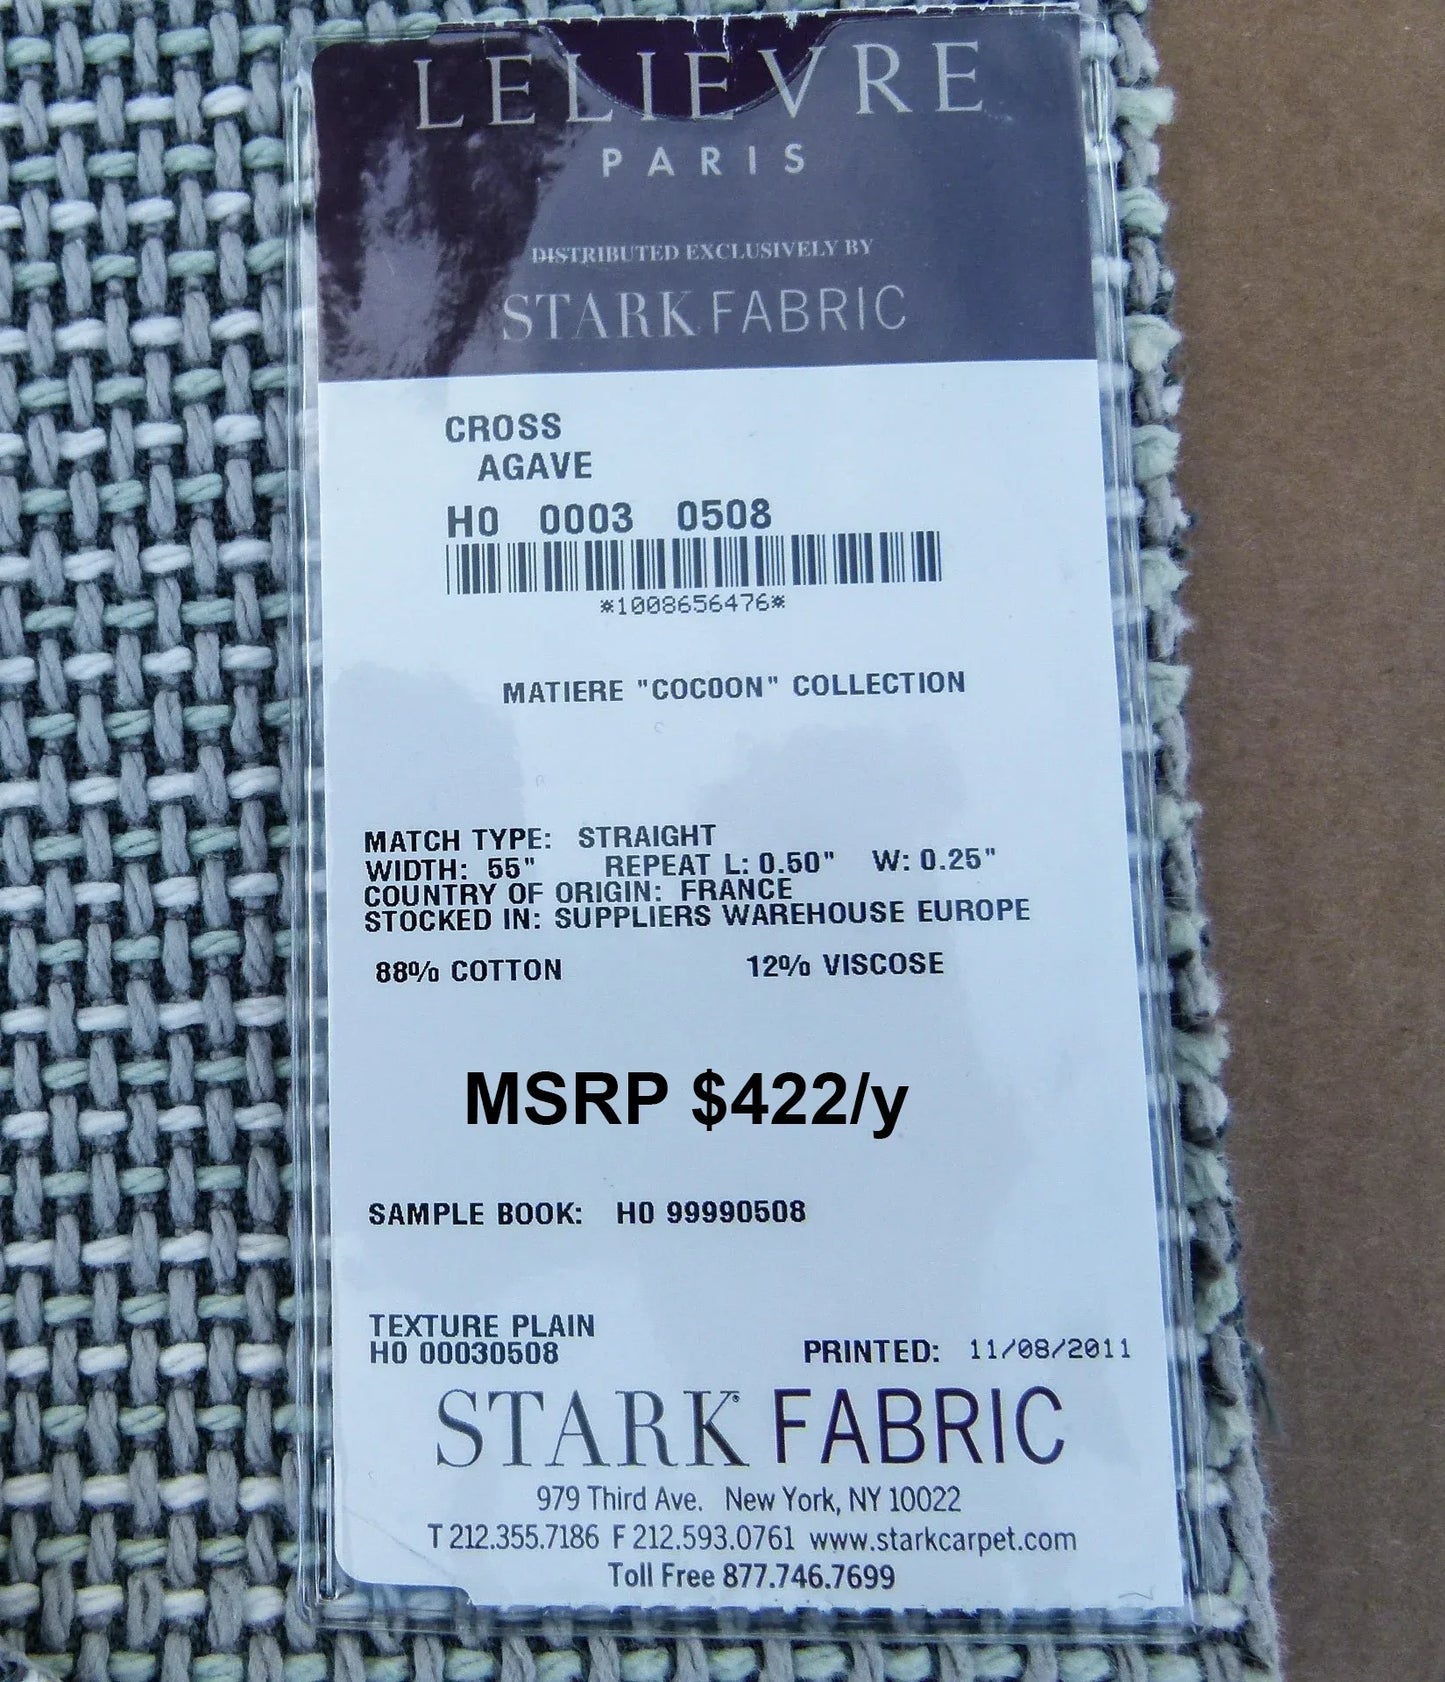 LELIEVRE
PARIS
DISTRIBUTED EXCLUSIVELY BY
STARK FABRIC
CROSS
AGAVE
H0 0003 0508
*1008656476*
MATIERE "COCOON" COLLECTION
MATCH TYPE: STRAIGHT
WIDTH: 55" REPEAT L: 0.50" W: 0.25"
COUNTRY OF ORIGIN: FRANCE
STOCKED IN: SUPPLIERS WAREHOUSE EUROPE
88% COTTON 12% VISCOSE
MSRP $422/y
SAMPLE BOOK: H0 99990508
TEXTURE PLAIN
H0 00030508 PRINTED: 11/08/2011
STARK® FABRIC
979 Third Ave. New York, NY 10022
T 212.355.7186 F 212.593.0761 www.starkcarpet.com
Toll Free 877.746.7699